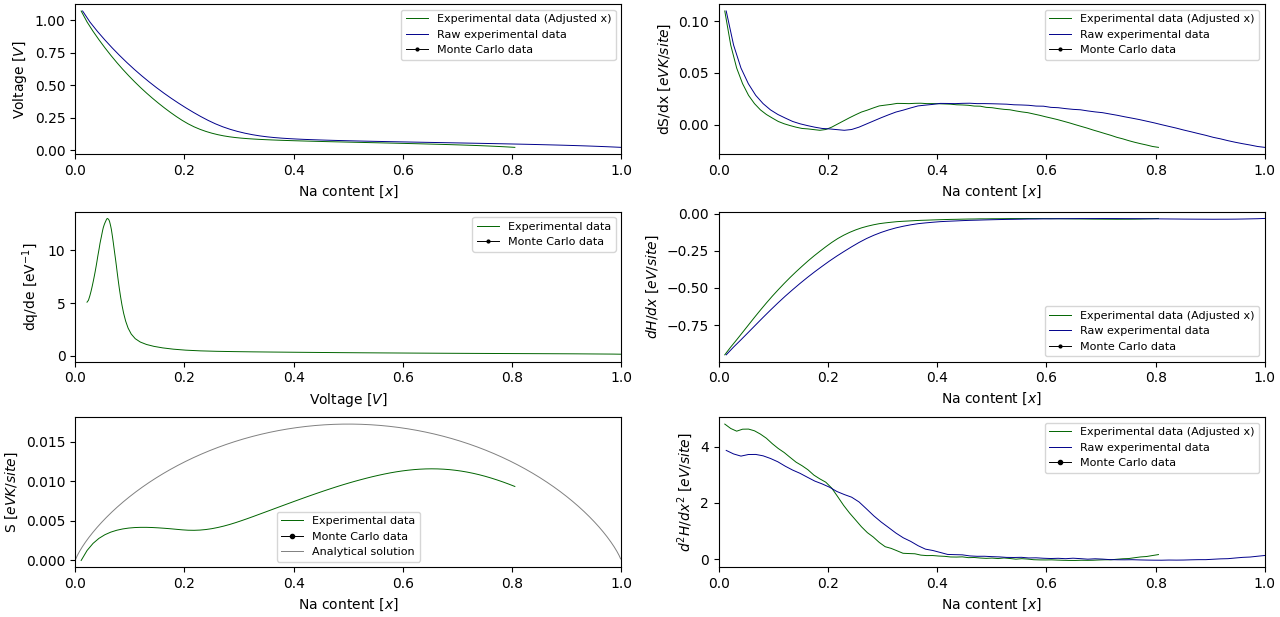 Voltage [V]
1.00
0.75
0.50
0.25
0.00
Experimental data (Adjusted x)
Raw experimental data
Monte Carlo data
0.0 0.2 0.4 0.6 0.8 1.0
Na content [x]
dS/dx [eVK/site]
0.10
0.05
0.00
Experimental data (Adjusted x)
Raw experimental data
Monte Carlo data
0.0 0.2 0.4 0.6 0.8 1.0
Na content [x]
dq/de [eV⁻¹]
10
5
0
Experimental data
Monte Carlo data
0.0 0.2 0.4 0.6 0.8 1.0
Voltage [V]
dH/dx [eV/site]
0.00
−0.25
−0.50
−0.75
Experimental data (Adjusted x)
Raw experimental data
Monte Carlo data
0.0 0.2 0.4 0.6 0.8 1.0
Na content [x]
S [eVK/site]
0.015
0.010
0.005
0.000
Experimental data
Monte Carlo data
Analytical solution
0.0 0.2 0.4 0.6 0.8 1.0
Na content [x]
d²H/dx² [eV/site]
4
2
0
Experimental data (Adjusted x)
Raw experimental data
Monte Carlo data
0.0 0.2 0.4 0.6 0.8 1.0
Na content [x]